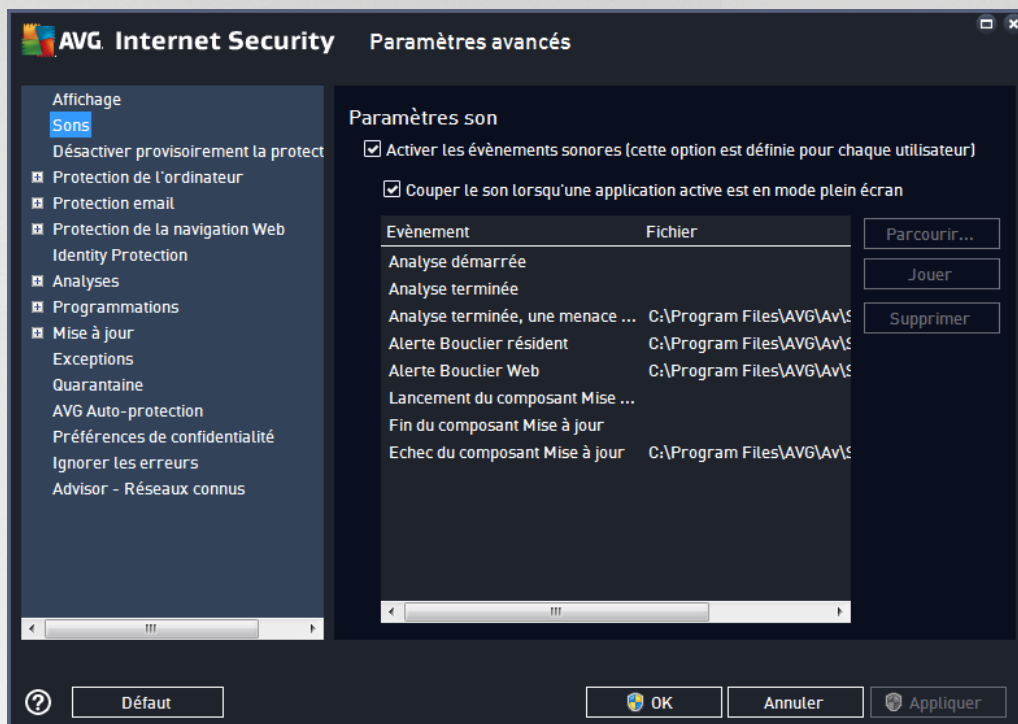 AVG. Internet Security Paramètres avancés
Affichage
Sons
Désactiver provisoirement la protect
Protection de l'ordinateur
Protection email
Protection de la navigation Web
Identity Protection
Analyses
Programmations
Mise à jour
Exceptions
Quarantaine
AVG Auto-protection
Préférences de confidentialité
Ignorer les erreurs
Advisor - Réseaux connus
Paramètres son
Activer les évènements sonores (cette option est définie pour chaque utilisateur)
Couper le son lorsqu'une application active est en mode plein écran
Evènement Fichier
Analyse démarrée
Analyse terminée
Analyse terminée, une menace ... C:\Program Files\AVG\Av\S
Alerte Bouclier résident C:\Program Files\AVG\Av\S
Alerte Bouclier Web C:\Program Files\AVG\Av\S
Lancement du composant Mise ...
Fin du composant Mise à jour
Echec du composant Mise à jour C:\Program Files\AVG\Av\S
Parcourir...
Jouer
Supprimer
? Défaut OK Annuler Appliquer